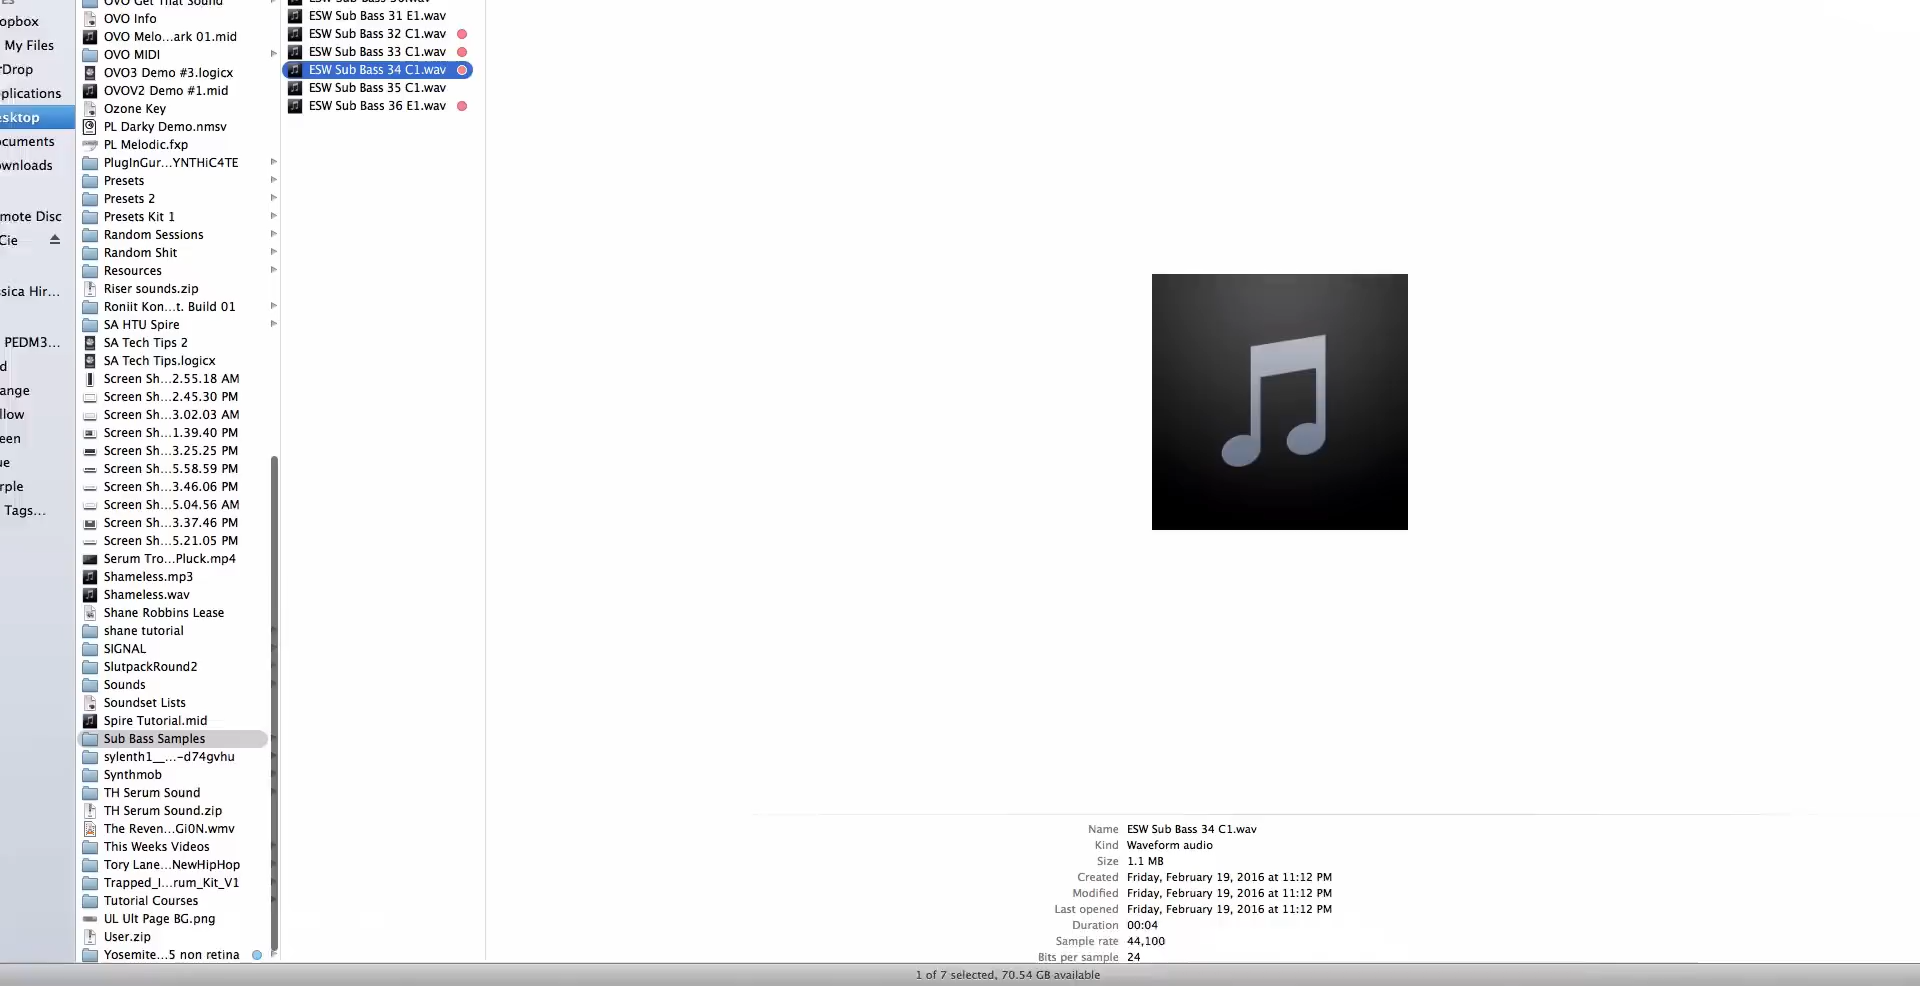 opbox
My Files
rDrop
plications
esktop
ocuments
ownloads
mote Disc
Cie
ssica Hir...
PEDM3...
d
ange
llow
een
ue
rple
Tags...
OVO Get That Sound
OVO Info
OVO Melo...ark 01.mid
OVO MIDI
OVO3 Demo #3.logicx
OVOV2 Demo #1.mid
Ozone Key
PL Darky Demo.nmsv
PL Melodic.fxp
PlugInGur...YNTHiC4TE
Presets
Presets 2
Presets Kit 1
Random Sessions
Random Shit
Resources
Riser sounds.zip
Roniit Kon...t. Build 01
SA HTU Spire
SA Tech Tips 2
SA Tech Tips.logicx
Screen Sh...2.55.18 AM
Screen Sh...2.45.30 PM
Screen Sh...3.02.03 AM
Screen Sh...1.39.40 PM
Screen Sh...3.25.25 PM
Screen Sh...5.58.59 PM
Screen Sh...3.46.06 PM
Screen Sh...5.04.56 AM
Screen Sh...3.37.46 PM
Screen Sh...5.21.05 PM
Serum Tro...Pluck.mp4
Shameless.mp3
Shameless.wav
Shane Robbins Lease
shane tutorial
SIGNAL
SlutpackRound2
Sounds
Soundset Lists
Spire Tutorial.mid
Sub Bass Samples
sylenth1__...-d74gvhu
Synthmob
TH Serum Sound
TH Serum Sound.zip
The Reven...Gi0N.wmv
This Weeks Videos
Tory Lane...NewHipHop
Trapped_I...rum_Kit_V1
Tutorial Courses
UL Ult Page BG.png
User.zip
Yosemite...5 non retina
ESW Sub Bass 31 E1.wav
ESW Sub Bass 32 C1.wav
ESW Sub Bass 33 C1.wav
ESW Sub Bass 34 C1.wav
ESW Sub Bass 35 C1.wav
ESW Sub Bass 36 E1.wav
Name ESW Sub Bass 34 C1.wav
Kind Waveform audio
Size 1.1 MB
Created Friday, February 19, 2016 at 11:12 PM
Modified Friday, February 19, 2016 at 11:12 PM
Last opened Friday, February 19, 2016 at 11:12 PM
Duration 00:04
Sample rate 44,100
Bits per sample 24
1 of 7 selected, 70.54 GB available